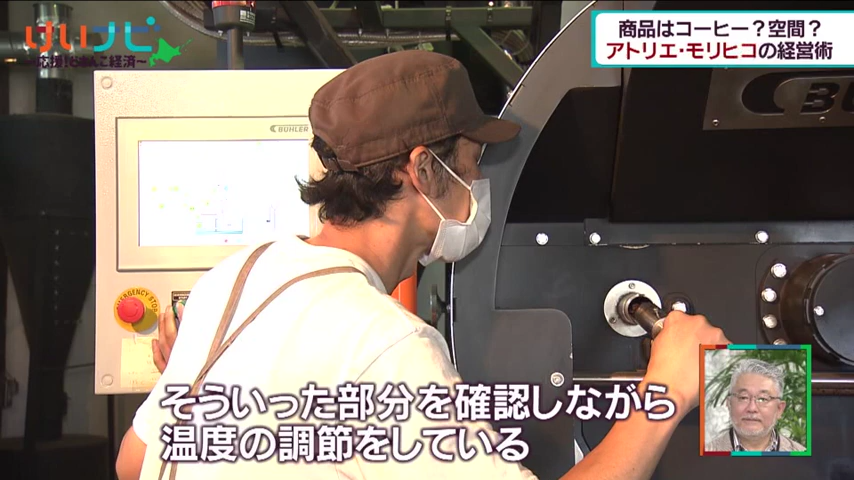 けいナビ
～応援！どさんこ経済～
商品はコーヒー？空間？
アトリエ・モリヒコの経営術
BÜHLER
BÜ
EMERGENCY STO
そういった部分を確認しながら
温度の調節をしている